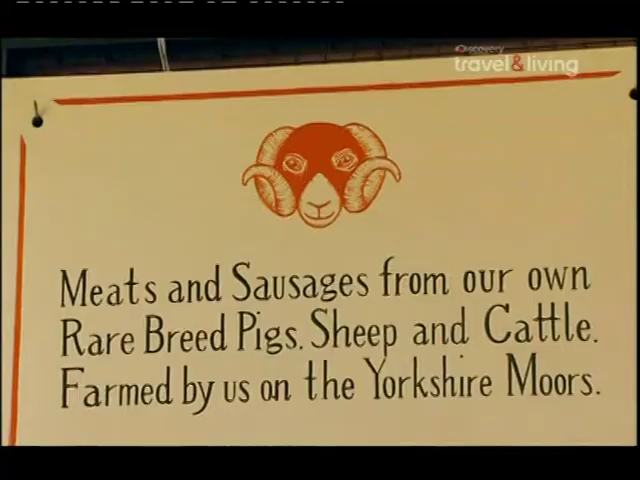 Discovery
travel&living
Meats and Sausages from our own
Rare Breed Pigs. Sheep and Cattle.
Farmed by us on the Yorkshire Moors.